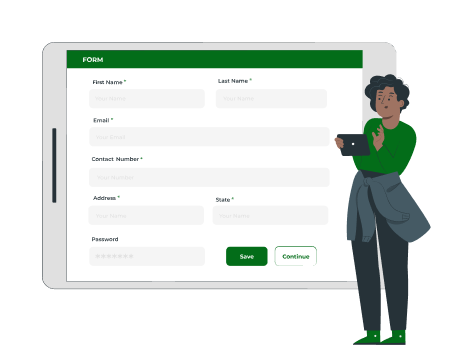 FORM
First Name *
Last Name *
Your Name
Your Name
Email *
Your Email
Contact Number *
Your Number
Address *
State *
Your Name
Your Name
Password
*******
Save
Continue